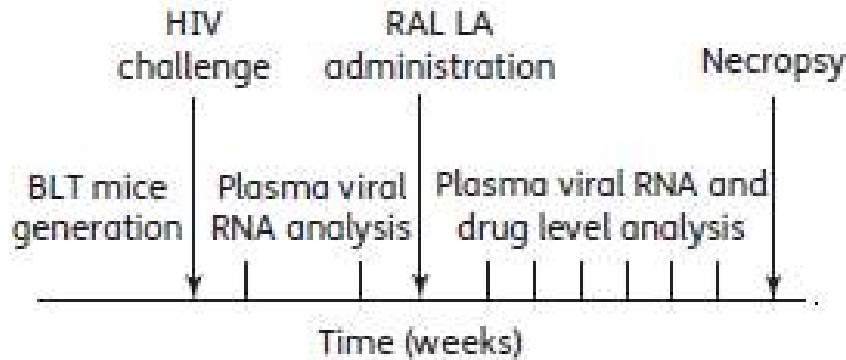 HIV
challenge
RAL LA
administration
Necropsy
BLT mice
generation
Plasma viral
RNA analysis
Plasma viral RNA and
drug level analysis
Time (weeks)